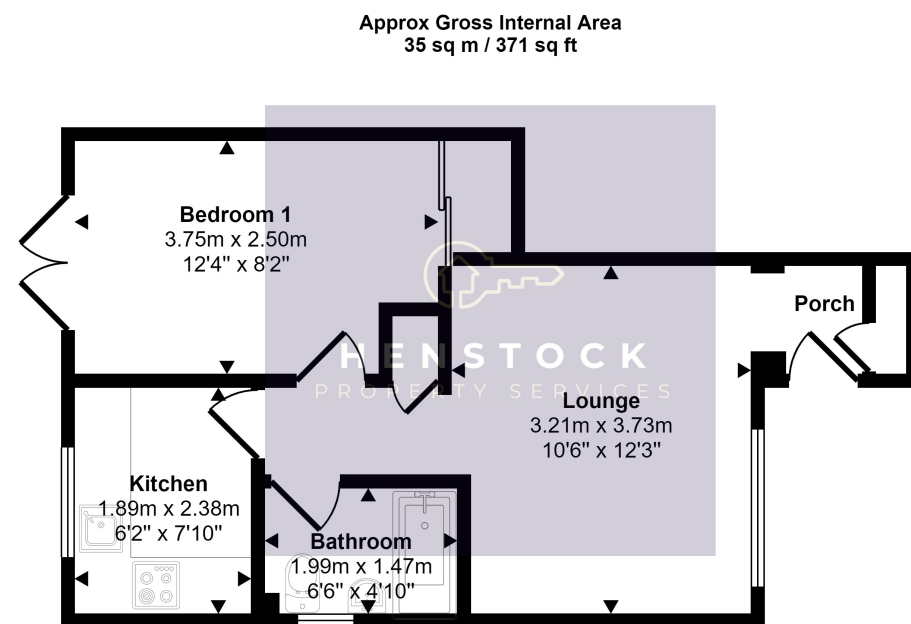 Approx Gross Internal Area
35 sq m / 371 sq ft
Bedroom 1
3.75m x 2.50m
12'4" x 8'2"
Porch
HENSTOCK
PROPERTY SERVICES
Lounge
3.21m x 3.73m
10'6" x 12'3"
Kitchen
1.89m x 2.38m
6'2" x 7'10"
Bathroom
1.99m x 1.47m
6'6" x 4'10"